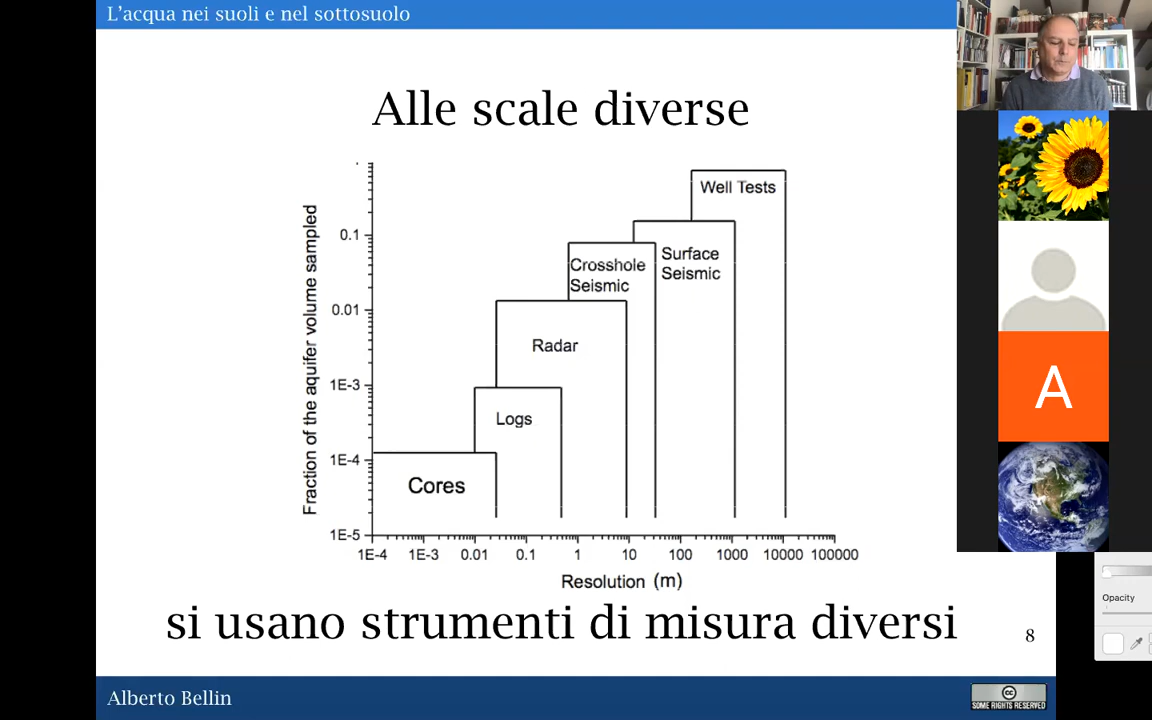 L'acqua nei suoli e nel sottosuolo
Alle scale diverse
Fraction of the aquifer volume sampled
0.1
0.01
1E-3
1E-4
1E-5
Well Tests
Surface
Seismic
Crosshole
Seismic
Radar
Logs
Cores
1E-4 1E-3 0.01 0.1 1 10 100 1000 10000 100000
Resolution (m)
si usano strumenti di misura diversi
8
Alberto Bellin
cc
SOME RIGHTS RESERVED
A
Opacity